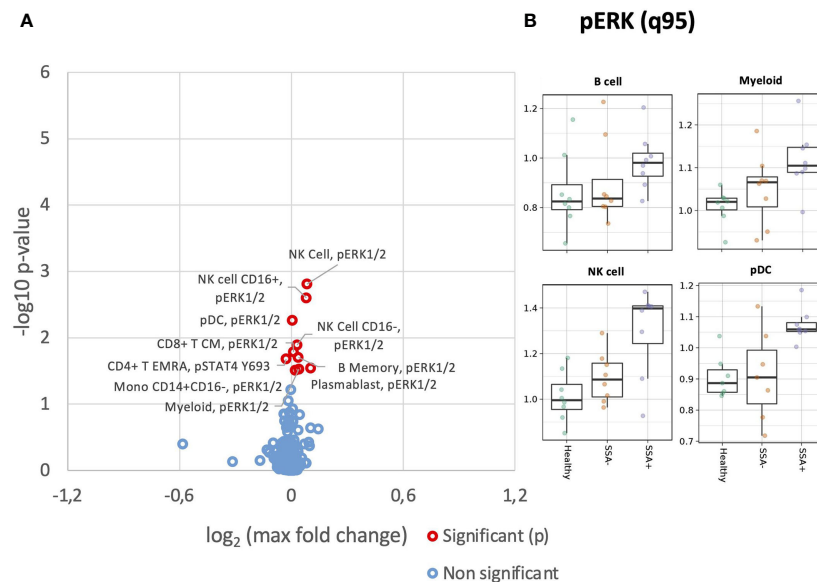 A
6
5
4
3
2
1
0
-log10 p-value
NK Cell, pERK1/2
NK cell CD16+,
pERK1/2
pDC, pERK1/2
NK Cell CD16-,
pERK1/2
CD8+ T CM, pERK1/2
CD4+ T EMRA, pSTAT4 Y693
B Memory, pERK1/2
Mono CD14+CD16-, pERK1/2
Plasmablast, pERK1/2
Myeloid, pERK1/2
-1,2
-0,6
0
0,6
1,2
log2 (max fold change)
Significant (p)
Non significant
B
pERK (q95)
B cell
1.2
1.0
0.8
Myeloid
1.2
1.1
1.0
NK cell
1.4
1.2
1.0
Healthy
SSA-
SSA+
pDC
1.2
1.1
1.0
0.9
0.8
0.7
Healthy
SSA-
SSA+